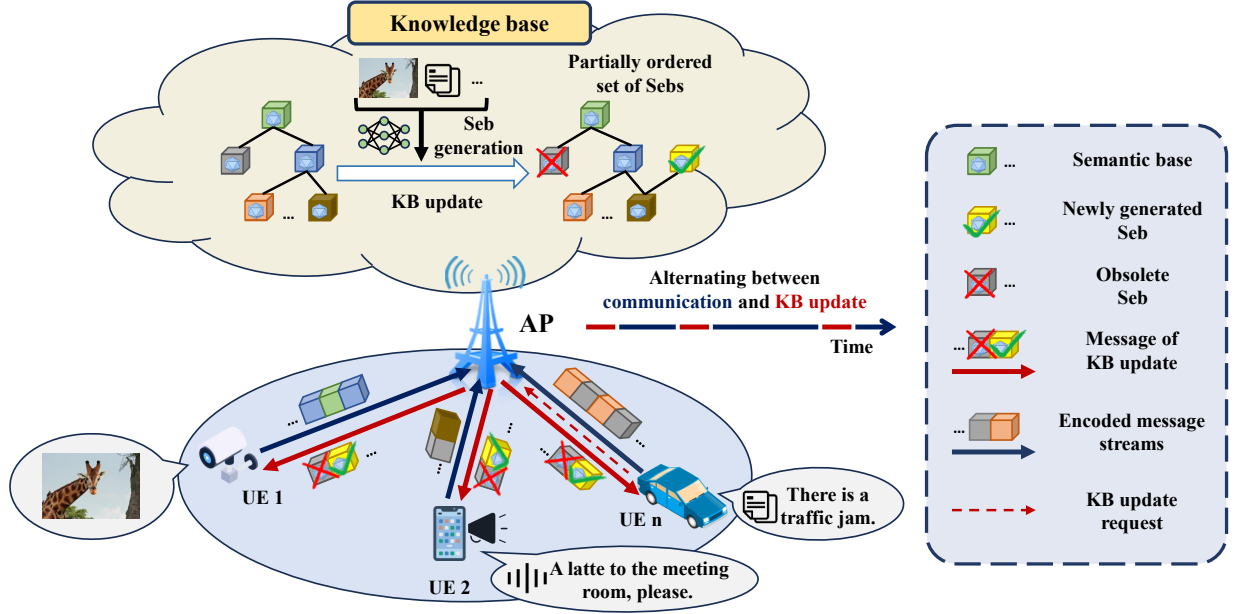 Knowledge base
...
Partially ordered
set of Sebs
Seb
generation
KB update
...
...
Alternating between
communication and KB update
AP
Time
...
...
...
...
...
...
UE 1
UE 2
UE n
There is a
traffic jam.
A latte to the meeting
room, please.
... Semantic base
... Newly generated
Seb
... Obsolete
Seb
... Message of
KB update
... Encoded message
streams
KB update
request